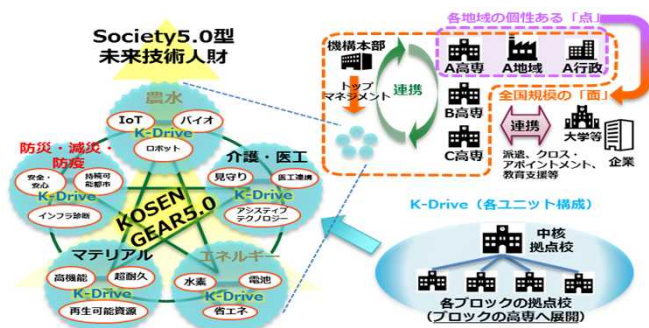 Society5.0型
未来技術人財
農水
IoT
バイオ
K-Drive
ロボット
防災・減災・
防疫
安全・
安心
持続可
能都市
K-Drive
インフラ診断
介護・医工
見守り
医工連携
K-Drive
アシスティブ
テクノロジー
KOSEN
GEAR5.0
マテリアル
高機能
超耐久
K-Drive
再生可能資源
エネルギー
水素
電池
K-Drive
省エネ
各地域の個性ある「点」
機構本部
トップ
マネジメント
連携
A高専
A地域
A行政
B高専
C高専
全国規模の「面」
連携
大学等
企業
派遣、クロス・
アポイントメント、
教育支援等
K-Drive（各ユニット構成）
中核
拠点校
各ブロックの拠点校
（ブロックの高専へ展開）